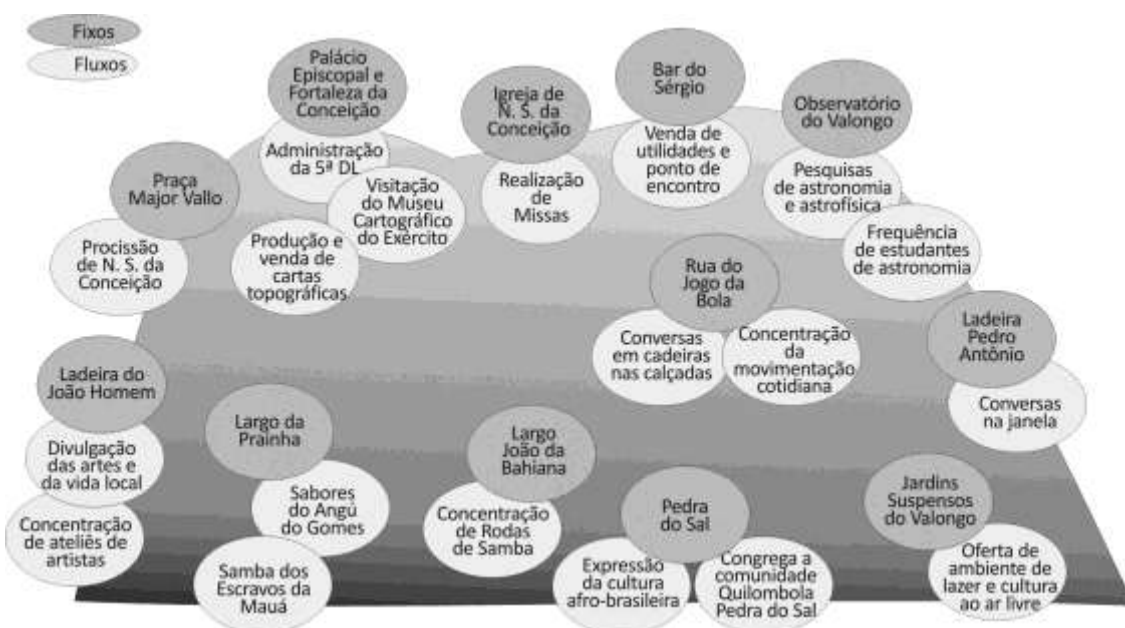 Fixos
Fluxos
Palácio
Episcopal e
Fortaleza da
Conceição
Administração
da 5ª DL
Visitação
do Museu
Cartográfico
do Exército
Produção e
venda de
cartas
topográficas
Praça
Major Vallo
Procissão
de N. S. da
Conceição
Igreja de
N. S. da
Conceição
Realização
de
Missas
Bar do
Sérgio
Venda de
utilidades e
ponto de
encontro
Observatório
do Valongo
Pesquisas
de astronomia
e astrofísica
Frequência
de estudantes
de astronomia
Rua do
Jogo da
Bola
Conversas
em cadeiras
nas calçadas
Concentração
da
movimentação
cotidiana
Ladeira
Pedro
Antônio
Conversas
na janela
Ladeira do
João Homem
Divulgação
das artes e
da vida local
Concentração
de ateliês de
artistas
Largo da
Prainha
Sabores
do Angú
do Gomes
Samba dos
Escravos da
Mauá
Largo
João da
Bahiana
Concentração
de Rodas
de Samba
Pedra
do Sal
Expressão
da cultura
afro-brasileira
Congrega a
comunidade
Quilombola
Pedra do Sal
Jardins
Suspensos
do Valongo
Oferta de
ambiente de
lazer e cultura
ao ar livre